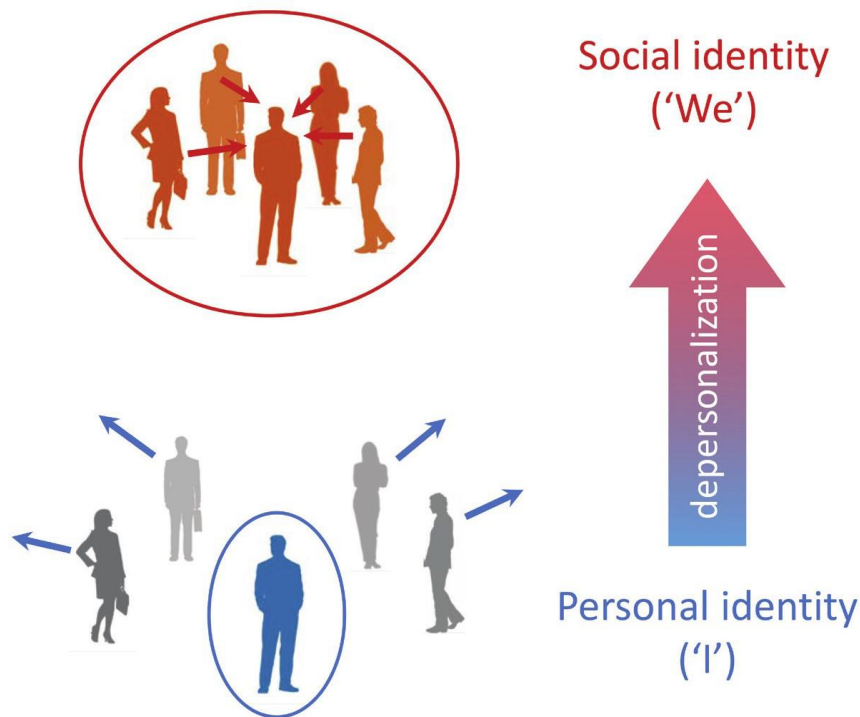 Social identity
(‘We’)
depersonalization
Personal identity
(‘I’)